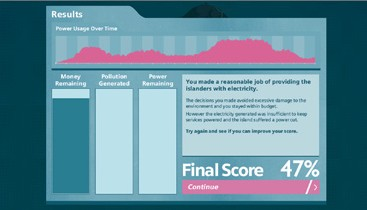 Results
Power Usage Over Time
Money Remaining
Pollution Generated
Power Remaining
You made a reasonable job of providing the
islanders with electricity.
The decisions you made avoided excessive damage to the
environment and you stayed within budget.
However the electricity generated was insufficient to keep
services powered and the island suffered a power cut.
Try again and see if you can improve your score.
Final Score 47%
Continue